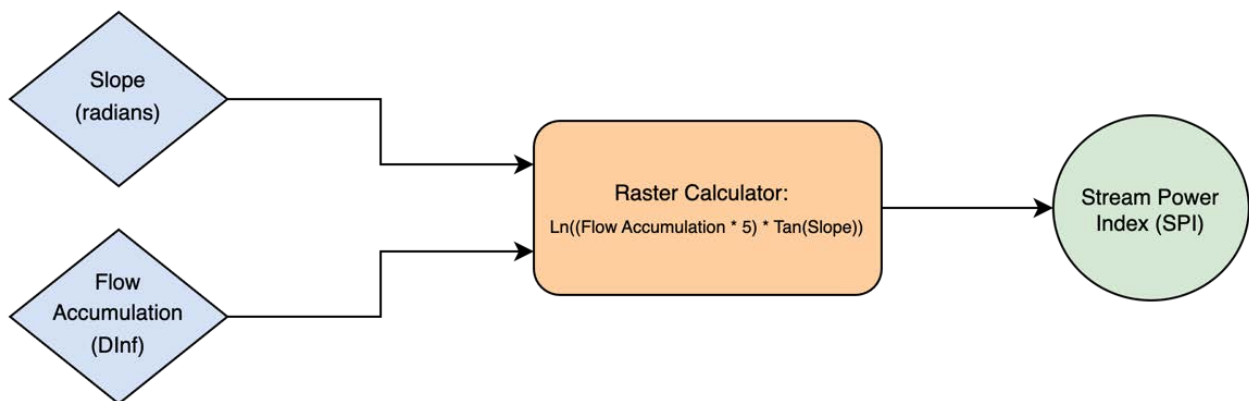 Slope
(radians)
Flow
Accumulation
(DInf)
Raster Calculator:
Ln((Flow Accumulation * 5) * Tan(Slope))
Stream Power
Index (SPI)